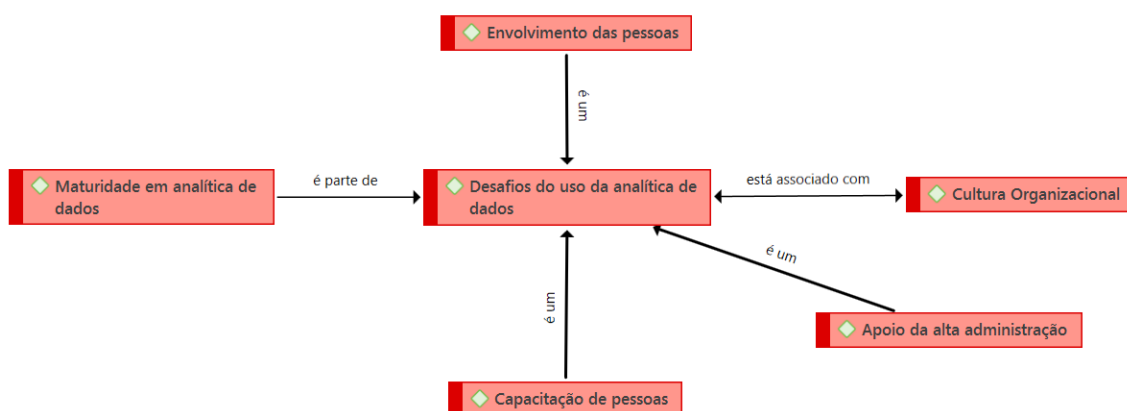 Envolvimento das pessoas
é um
Maturidade em analítica de
dados
é parte de
Desafios do uso da analítica de
dados
está associado com
Cultura Organizacional
é um
Apoio da alta administração
é um
Capacitação de pessoas